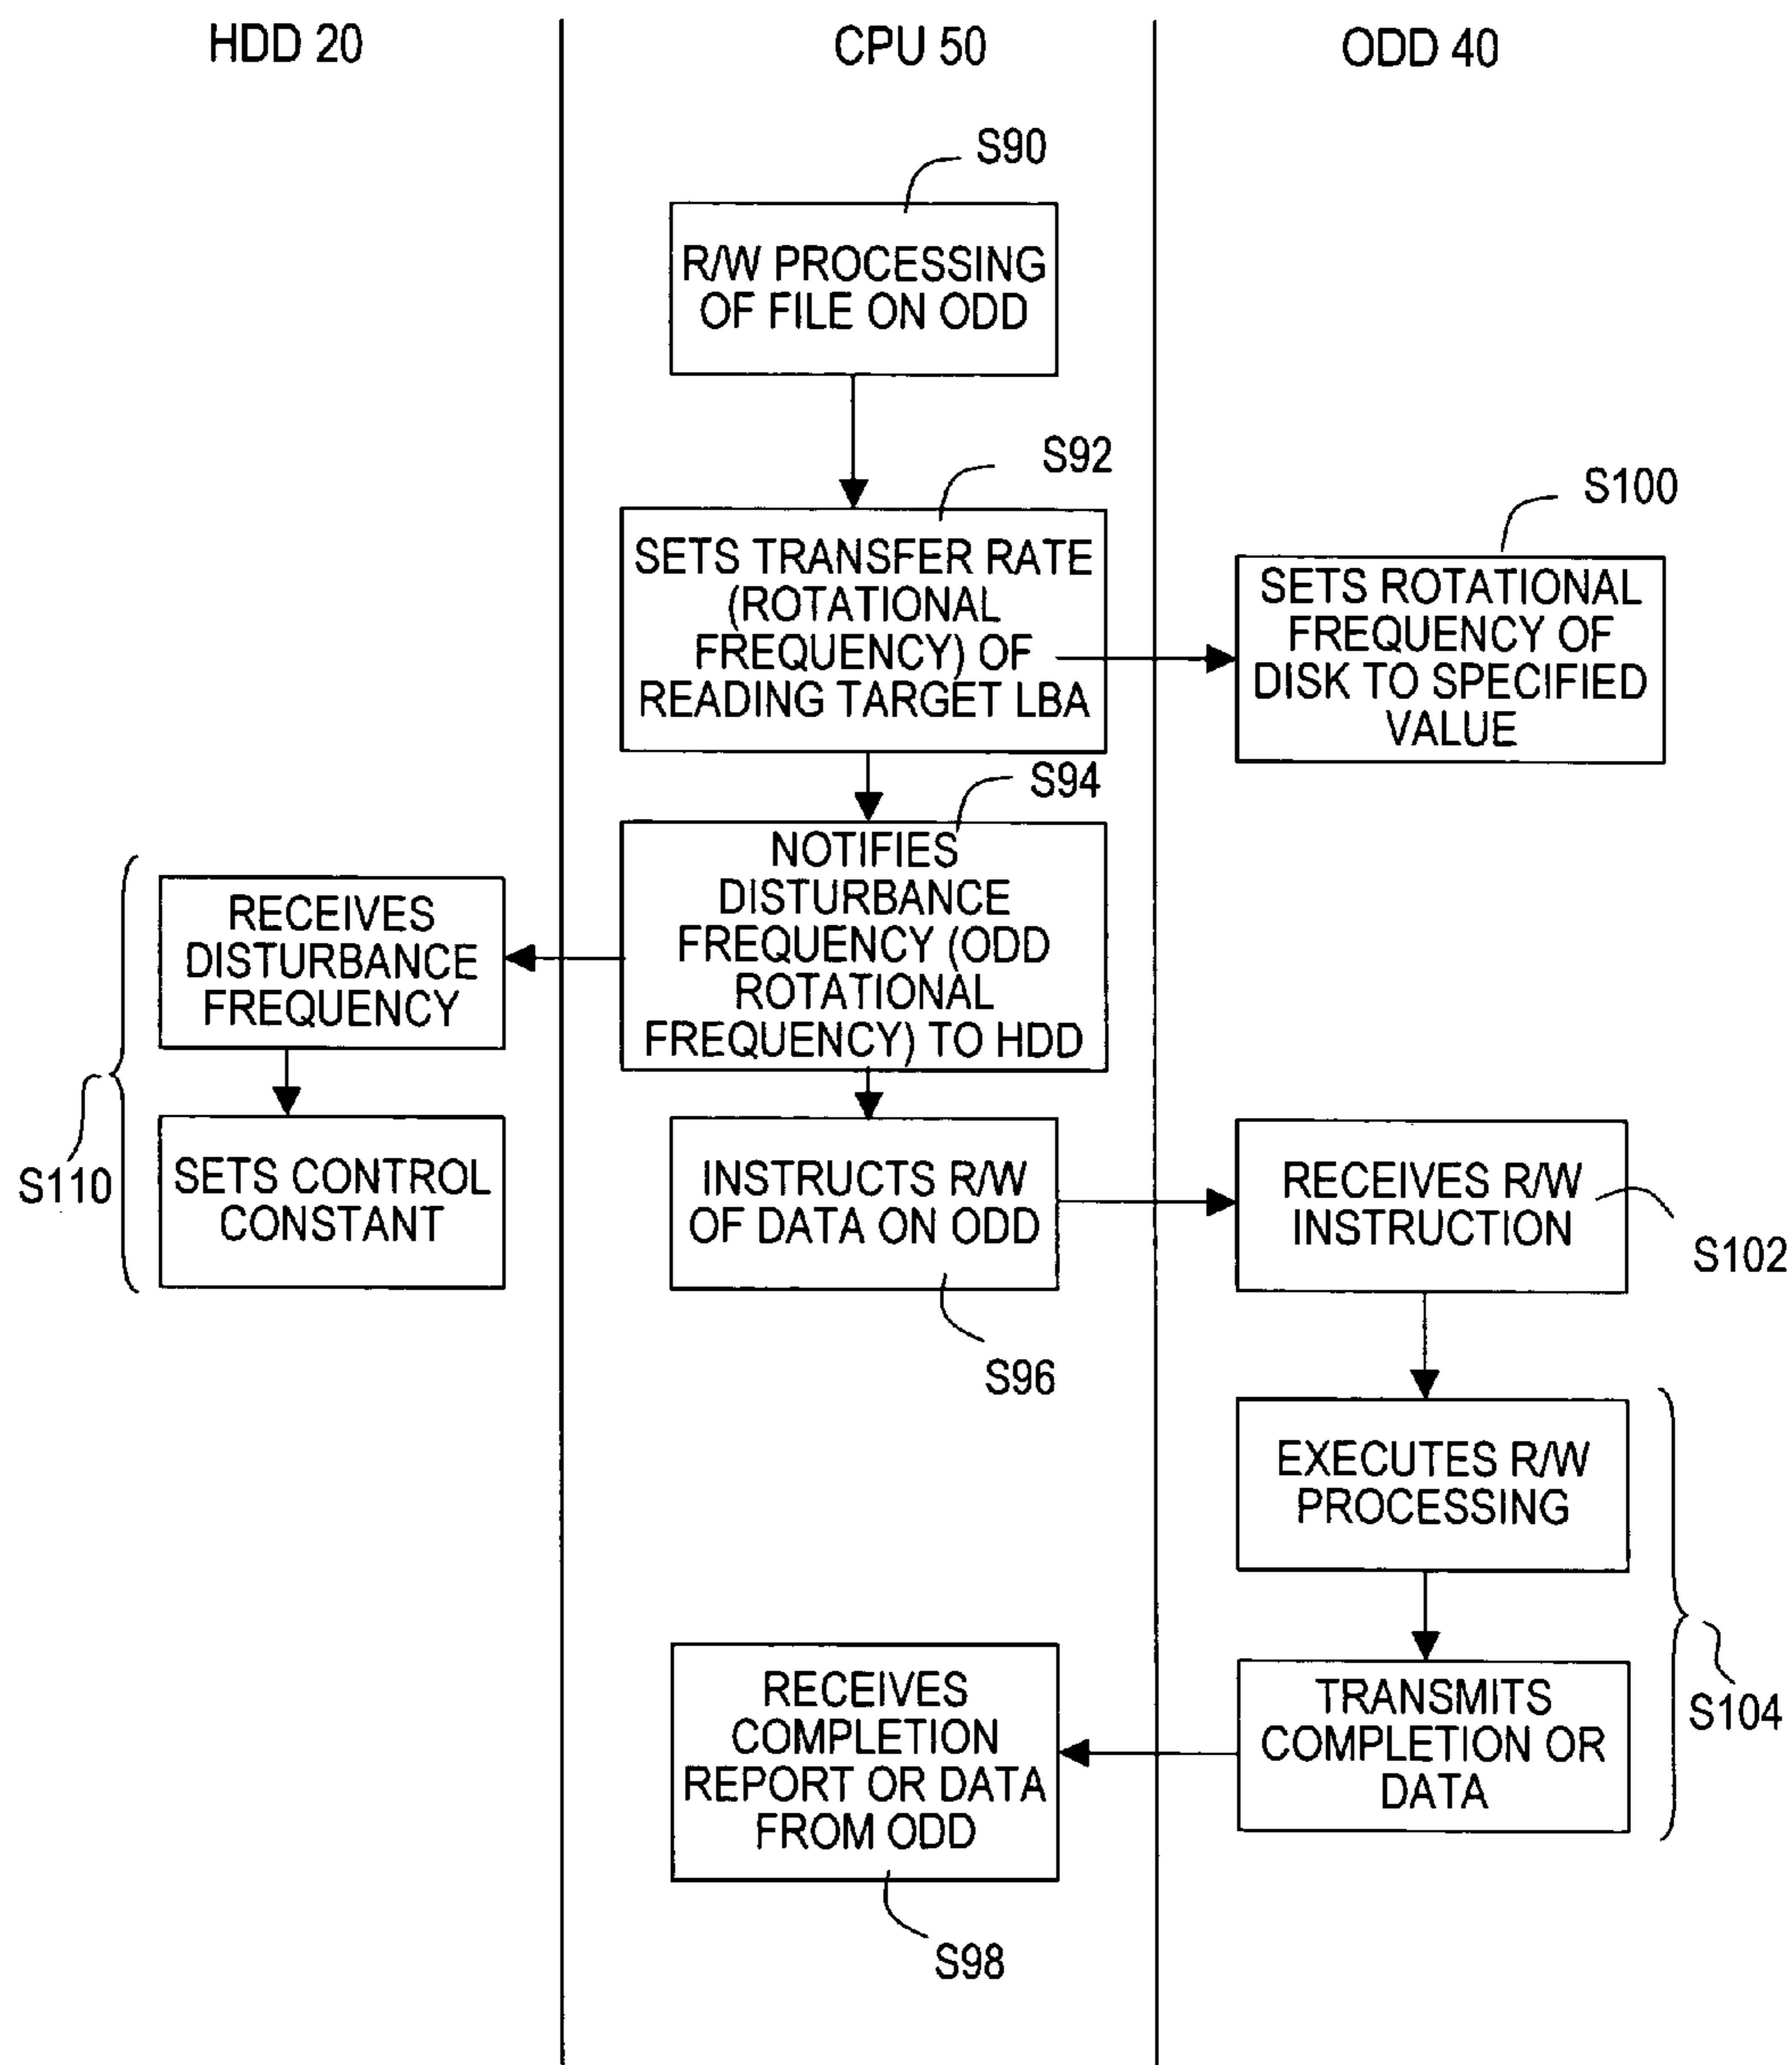 HDD 20
CPU 50
ODD 40
S90
R/W PROCESSING
OF FILE ON ODD
S92
SETS TRANSFER RATE
(ROTATIONAL
FREQUENCY) OF
READING TARGET LBA
S100
SETS ROTATIONAL
FREQUENCY OF
DISK TO SPECIFIED
VALUE
S94
NOTIFIES
DISTURBANCE
FREQUENCY (ODD
ROTATIONAL
FREQUENCY) TO HDD
RECEIVES
DISTURBANCE
FREQUENCY
S110
SETS CONTROL
CONSTANT
INSTRUCTS R/W
OF DATA ON ODD
S96
RECEIVES R/W
INSTRUCTION
S102
EXECUTES R/W
PROCESSING
S104
TRANSMITS
COMPLETION OR
DATA
RECEIVES
COMPLETION
REPORT OR DATA
FROM ODD
S98